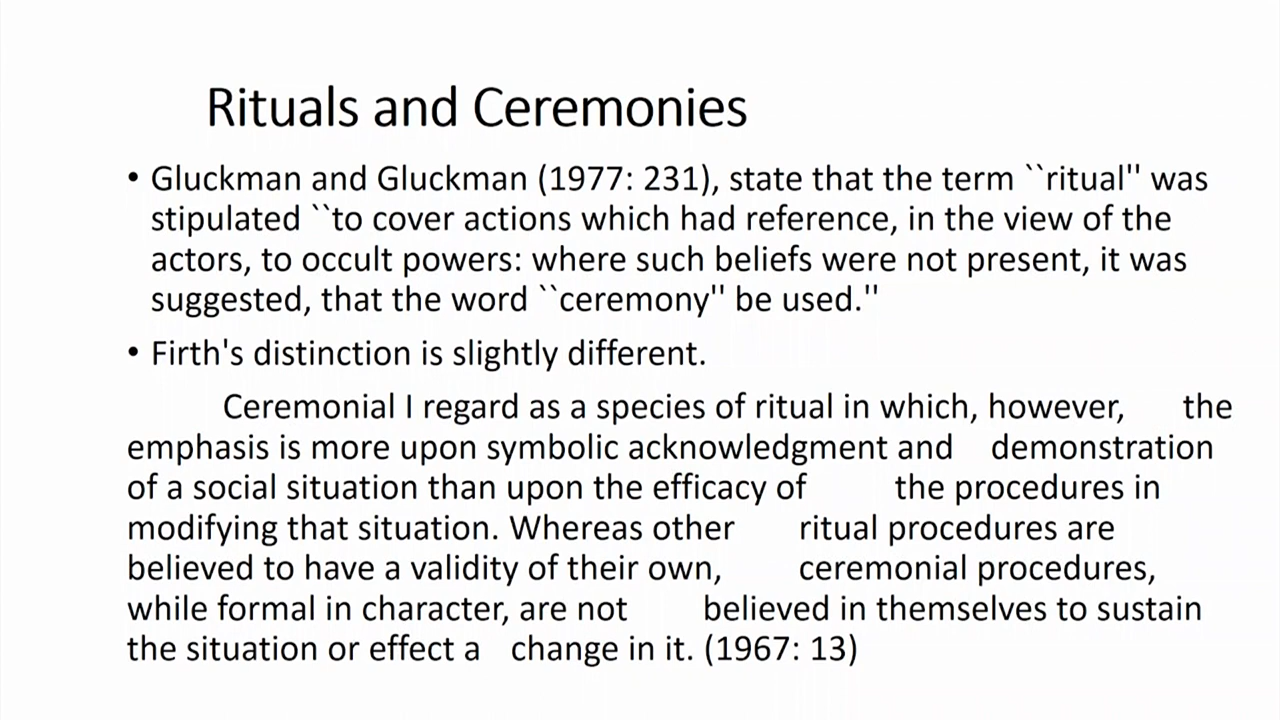 Rituals and Ceremonies
• Gluckman and Gluckman (1977: 231), state that the term ``ritual'' was
stipulated ``to cover actions which had reference, in the view of the
actors, to occult powers: where such beliefs were not present, it was
suggested, that the word ``ceremony'' be used.''
• Firth's distinction is slightly different.
Ceremonial I regard as a species of ritual in which, however, the
emphasis is more upon symbolic acknowledgment and demonstration
of a social situation than upon the efficacy of the procedures in
modifying that situation. Whereas other ritual procedures are
believed to have a validity of their own, ceremonial procedures,
while formal in character, are not believed in themselves to sustain
the situation or effect a change in it. (1967: 13)